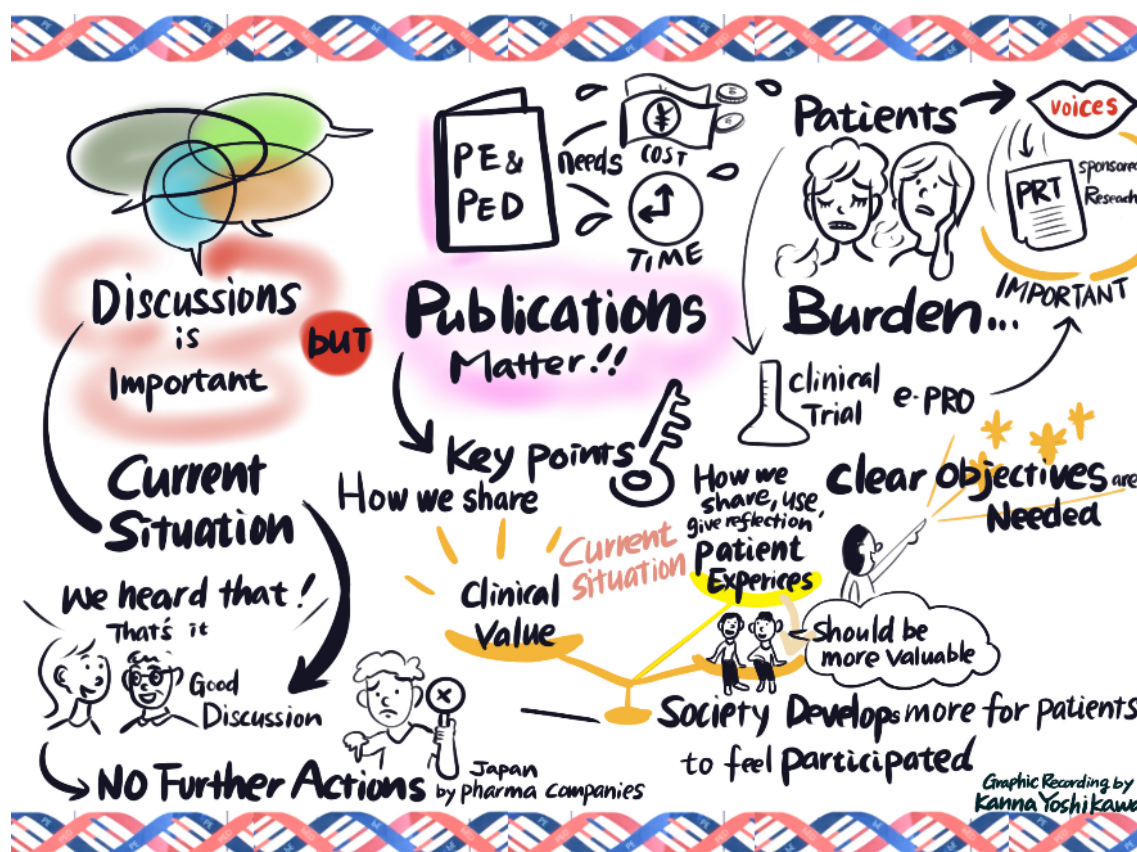 Discussions
is
Important
but
Current
Situation
We heard that!
That's it
Good
Discussion
No Further Actions
Japan
by pharma companies
PE &
PED
needs
¥
COST
TIME
Publications
Matter!!
Key points
How we share
Clinical
Value
Current
situation
How we
share, use,
give reflection
patient
Experices
Should be
more valuable
Society Develops more for patients
to feel participated
Patients
voices
PRT
sponsored
Reseach
IMPORTANT
Burden...
clinical
Trial
e-PRO
clear objectives are
Needed
Graphic Recording by
Kanna Yoshikawa